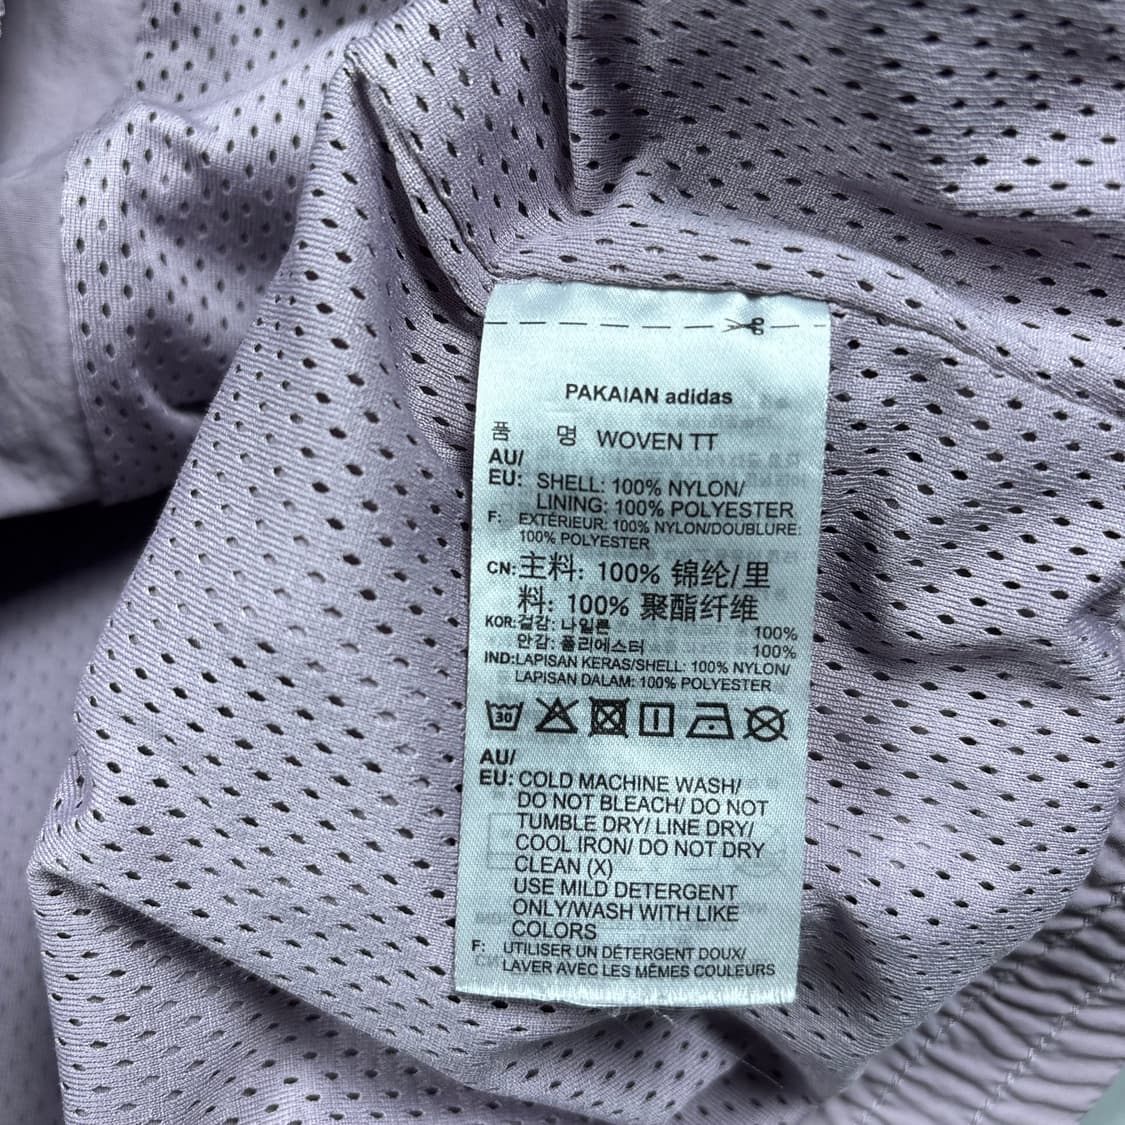 PAKAIAN adidas
품 명 WOVEN TT
AU/
EU: SHELL: 100% NYLON/
LINING: 100% POLYESTER
F: EXTÉRIEUR: 100% NYLON/DOUBLURE:
100% POLYESTER
CN: 主料: 100% 锦纶/里
料: 100% 聚酯纤维
KOR: 겉감: 나일론 100%
안감: 폴리에스터 100%
IND: LAPISAN KERAS/SHELL: 100% NYLON/
LAPISAN DALAM: 100% POLYESTER
30
AU/
EU: COLD MACHINE WASH/
DO NOT BLEACH/ DO NOT
TUMBLE DRY/ LINE DRY/
COOL IRON/ DO NOT DRY
CLEAN (X)
USE MILD DETERGENT
ONLY/WASH WITH LIKE
COLORS
F: UTILISER UN DÉTERGENT DOUX/
LAVER AVEC LES MÊMES COULEURS